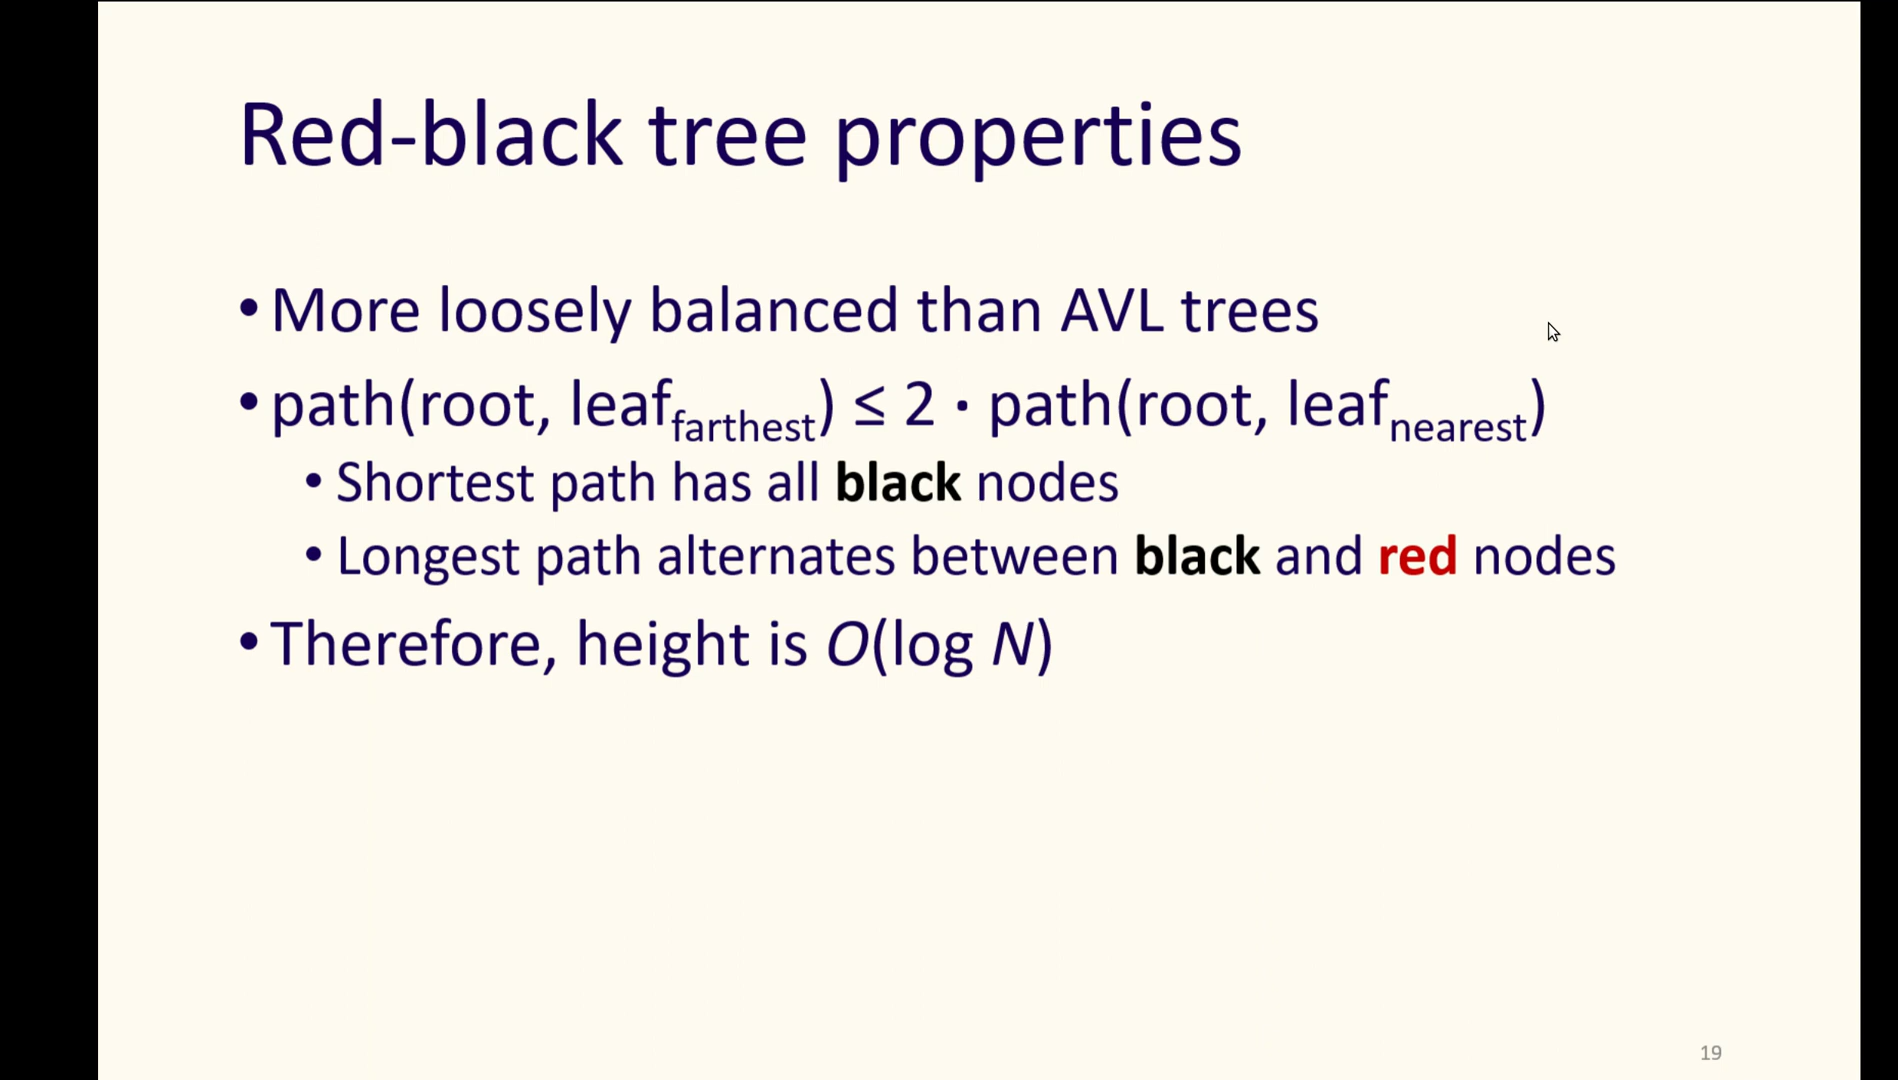 Red-black tree properties
• More loosely balanced than AVL trees
• path(root, leaf_farthest) ≤ 2 · path(root, leaf_nearest)
• Shortest path has all black nodes
• Longest path alternates between black and red nodes
• Therefore, height is O(log N)
19